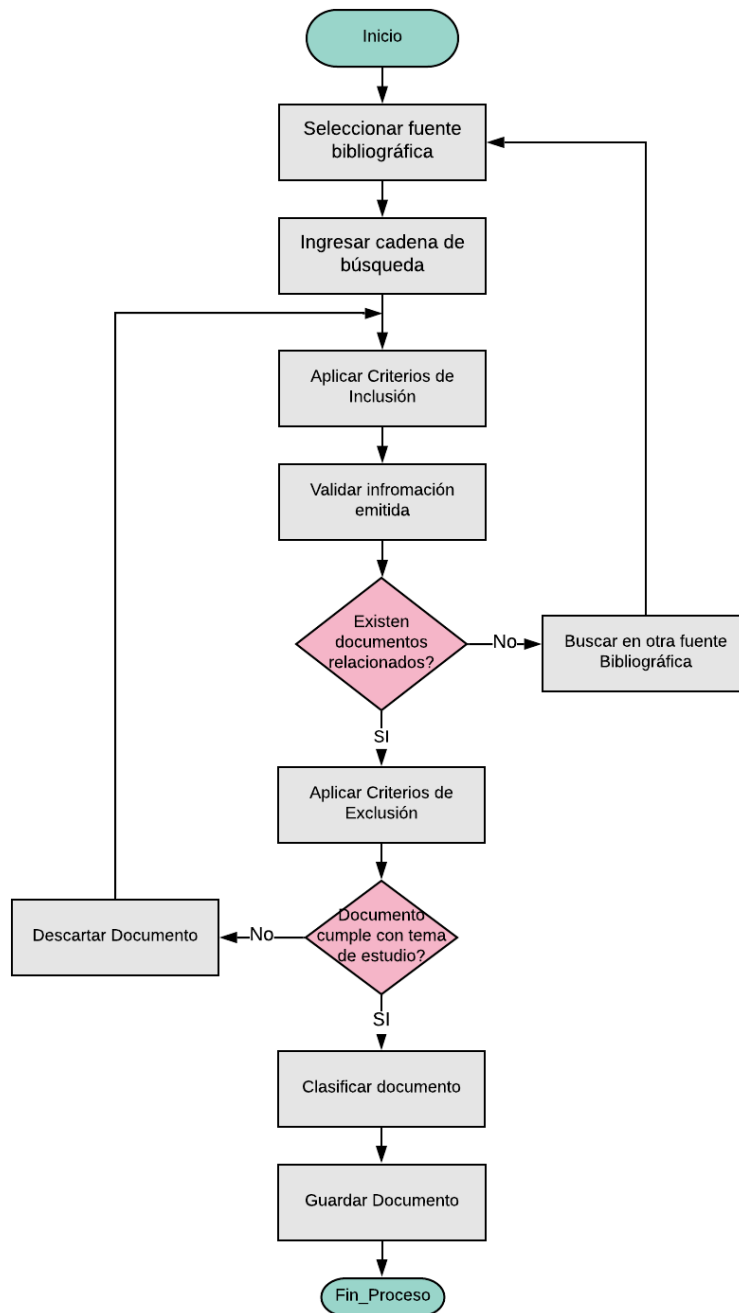 Inicio
Seleccionar fuente
bibliográfica
Ingresar cadena de
búsqueda
Aplicar Criterios de
Inclusión
Validar infromación
emitida
Existen
documentos
relacionados?
No
Buscar en otra fuente
Bibliográfica
SI
Aplicar Criterios de
Exclusión
Documento
cumple con tema
de estudio?
No
Descartar Documento
SI
Clasificar documento
Guardar Documento
Fin_Proceso